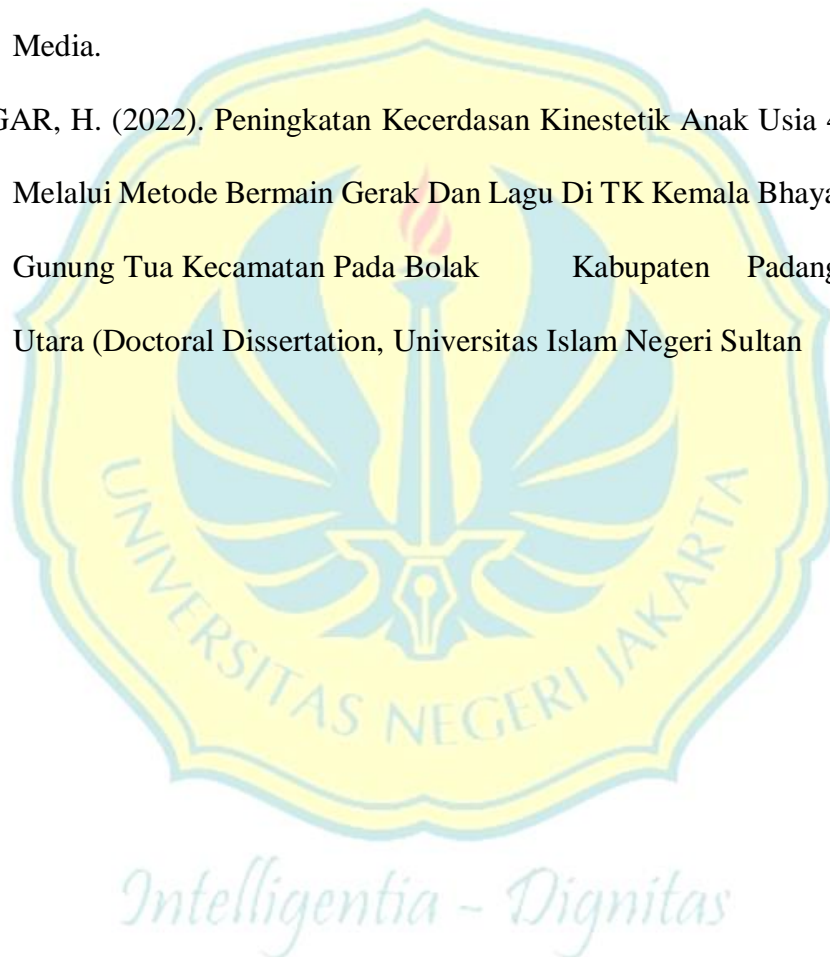 Media.
GAR, H. (2022). Peningkatan Kecerdasan Kinestetik Anak Usia 4
Melalui Metode Bermain Gerak Dan Lagu Di TK Kemala Bhaya
Gunung Tua Kecamatan Pada Bolak Kabupaten Padang
Utara (Doctoral Dissertation, Universitas Islam Negeri Sultan
UNIVERSITAS NEGERI JAKARTA
Intelligentia - Dignitas